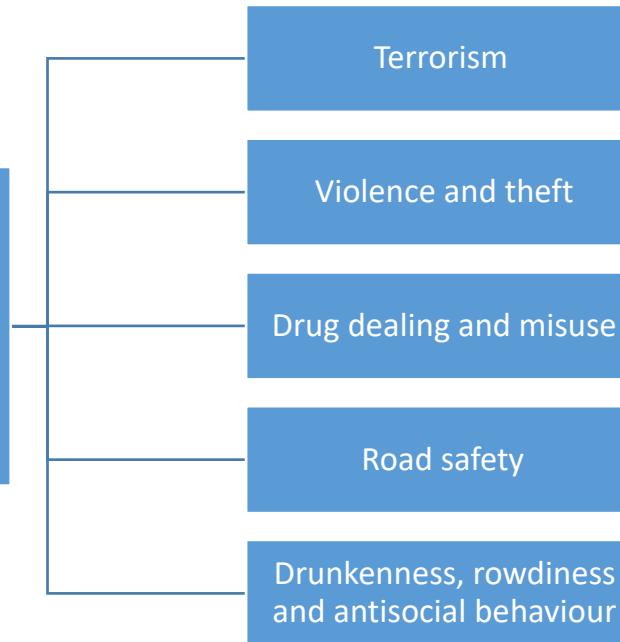 Terrorism
Violence and theft
Drug dealing and misuse
Road safety
Drunkenness, rowdiness
and antisocial behaviour